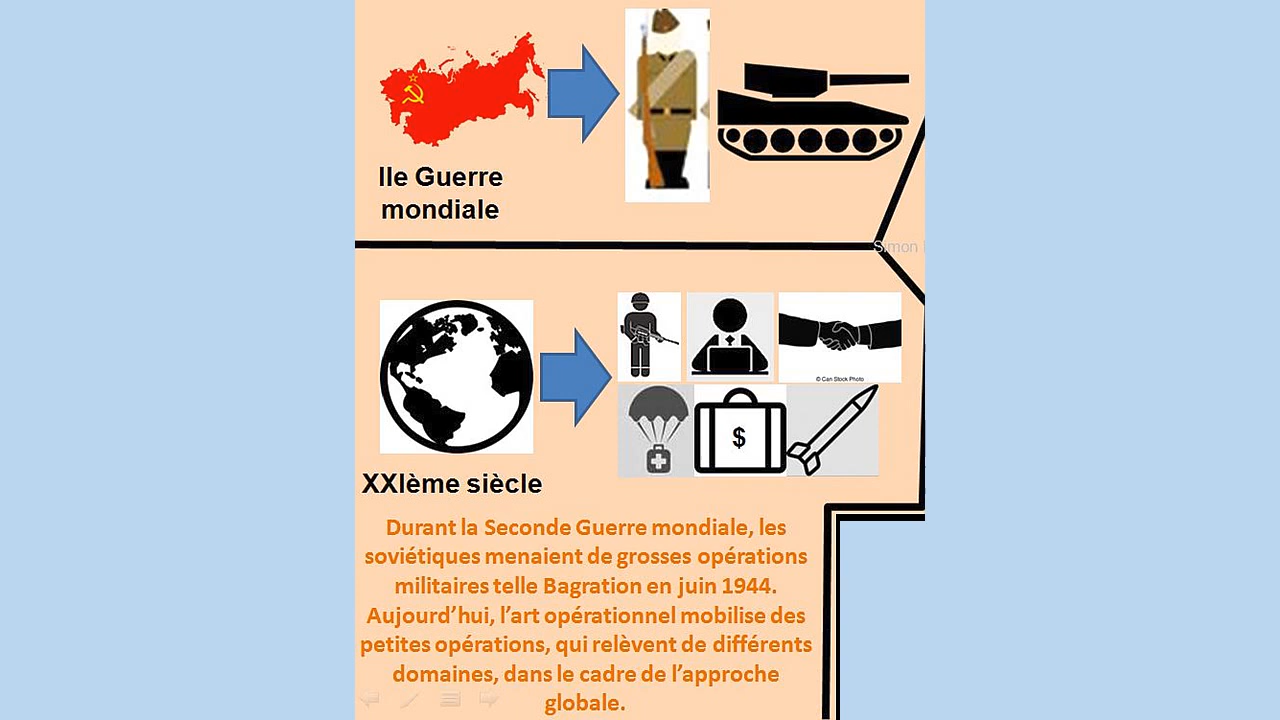 IIe Guerre
mondiale
Simon
© Can Stock Photo
$
XXIème siècle
Durant la Seconde Guerre mondiale, les
soviétiques menaient de grosses opérations
militaires telle Bagration en juin 1944.
Aujourd’hui, l’art opérationnel mobilise des
petites opérations, qui relèvent de différents
domaines, dans le cadre de l’approche
globale.